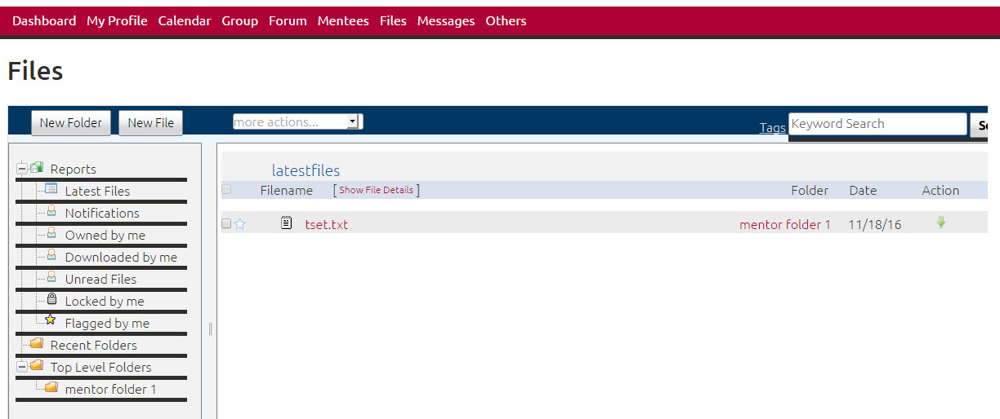 Dashboard My Profile Calendar Group Forum Mentees Files Messages Others
Files
New Folder New File more actions... Tags Keyword Search
Reports
Latest Files
Notifications
Owned by me
Downloaded by me
Unread Files
Locked by me
Flagged by me
Recent Folders
Top Level Folders
mentor folder 1
latestfiles
Filename [ Show File Details ] Folder Date Action
tset.txt mentor folder 1 11/18/16